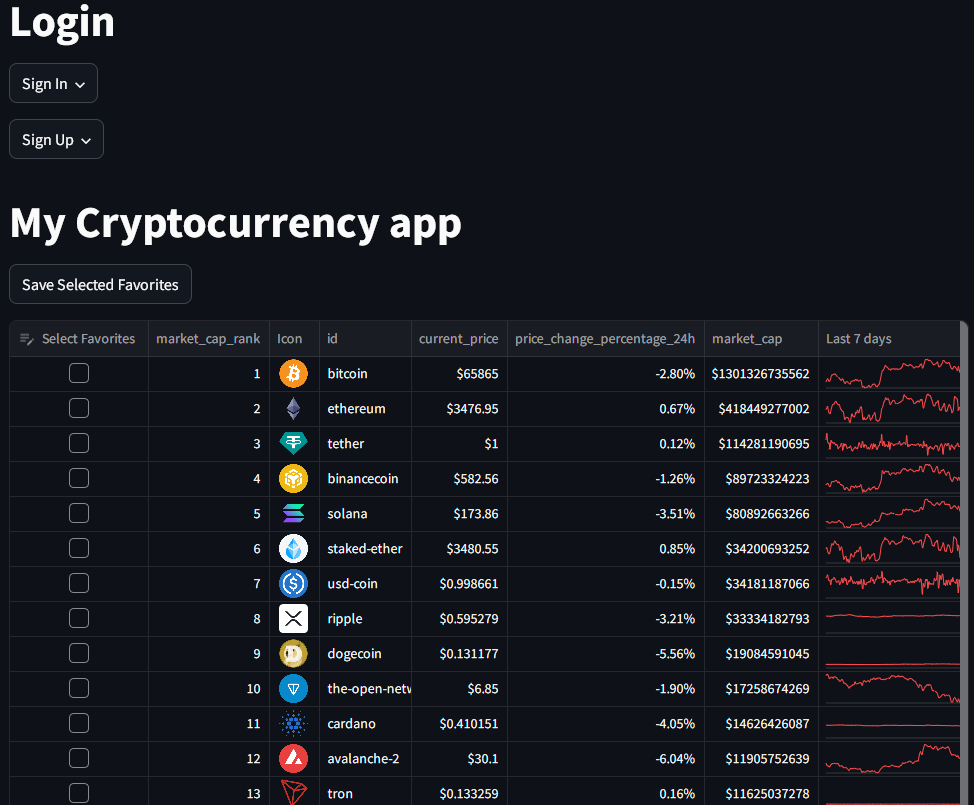 Login
Sign In
Sign Up
My Cryptocurrency app
Save Selected Favorites
Select Favorites market_cap_rank Icon id current_price price_change_percentage_24h market_cap Last 7 days
1 bitcoin $65865 -2.80% $1301326735562
2 ethereum $3476.95 0.67% $418449277002
3 tether $1 0.12% $114281190695
4 binancecoin $582.56 -1.26% $89723324223
5 solana $173.86 -3.51% $80892663266
6 staked-ether $3480.55 0.85% $34200693252
7 usd-coin $0.998661 -0.15% $34181187066
8 ripple $0.595279 -3.21% $33334182793
9 dogecoin $0.131177 -5.56% $19084591045
10 the-open-netw $6.85 -1.90% $17258674269
11 cardano $0.410151 -4.05% $14626426087
12 avalanche-2 $30.1 -6.04% $11905752639
13 tron $0.133259 0.16% $11625037278